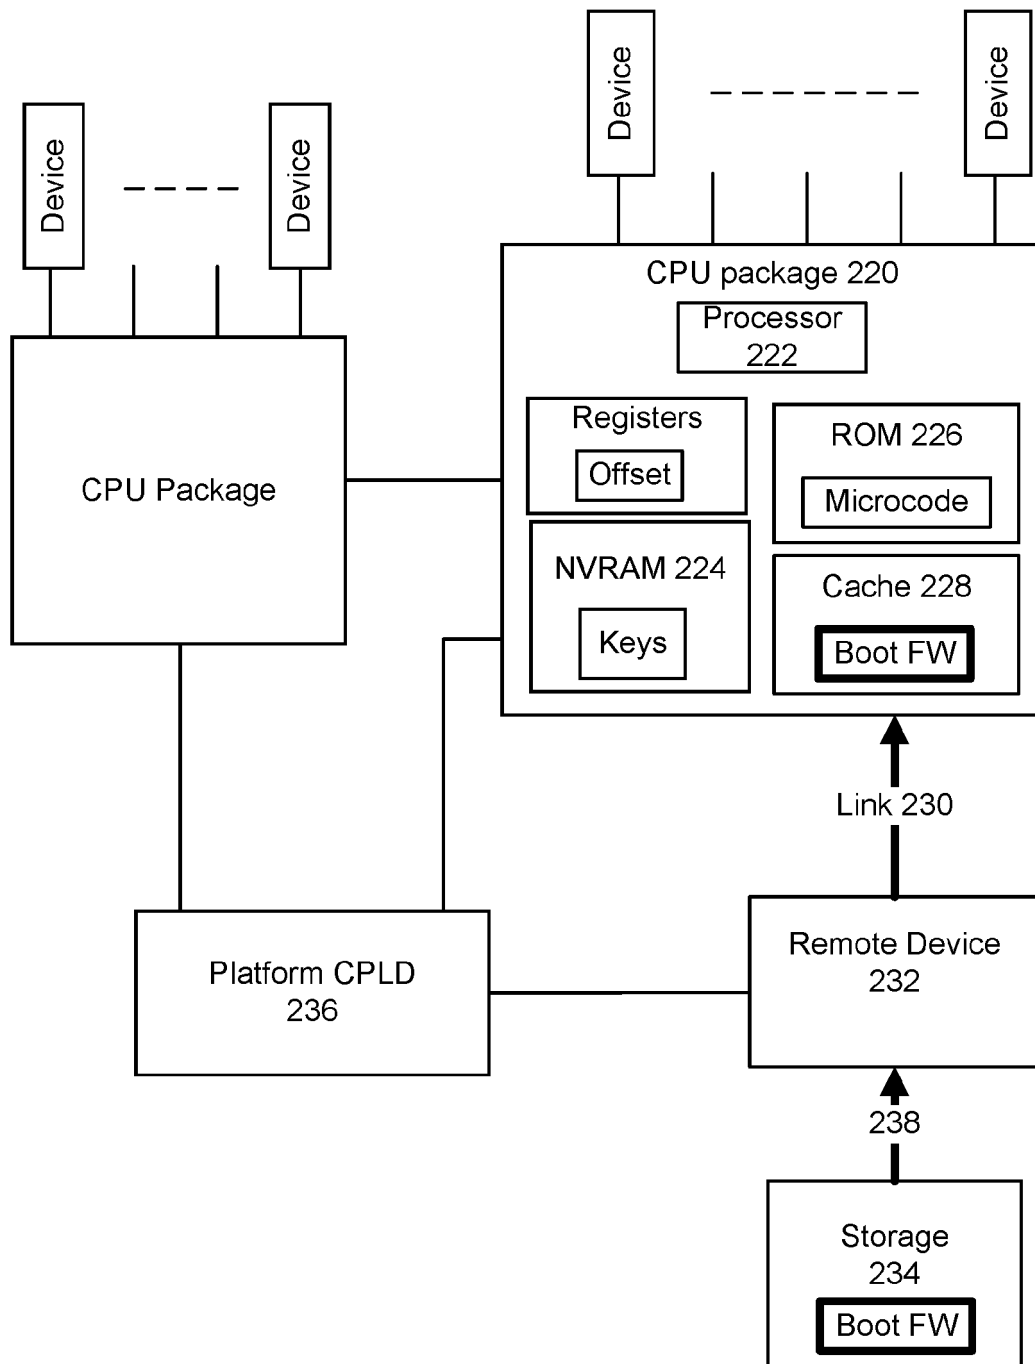 Device
Device
Device
Device
CPU package 220
Processor
222
Registers
Offset
ROM 226
Microcode
CPU Package
NVRAM 224
Keys
Cache 228
Boot FW
Link 230
Remote Device
232
Platform CPLD
236
238
Storage
234
Boot FW